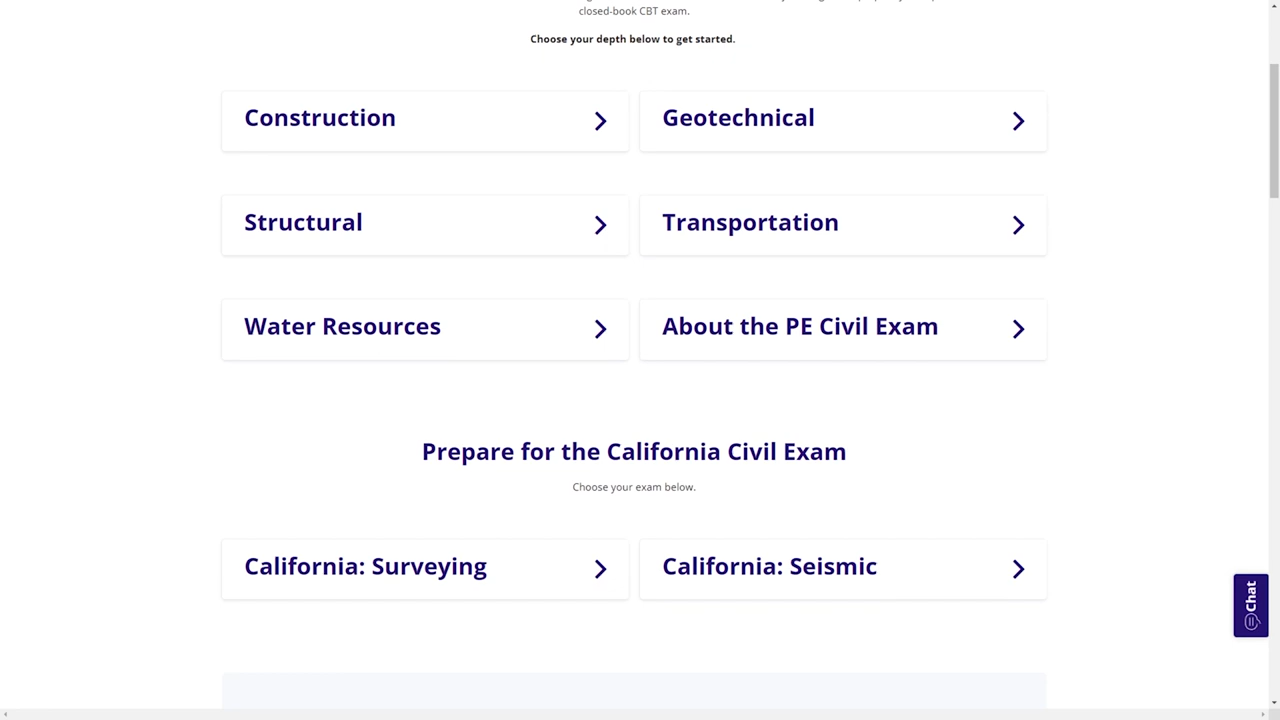 closed-book CBT exam.
Choose your depth below to get started.
Construction
Geotechnical
Structural
Transportation
Water Resources
About the PE Civil Exam
Prepare for the California Civil Exam
Choose your exam below.
California: Surveying
California: Seismic
Chat